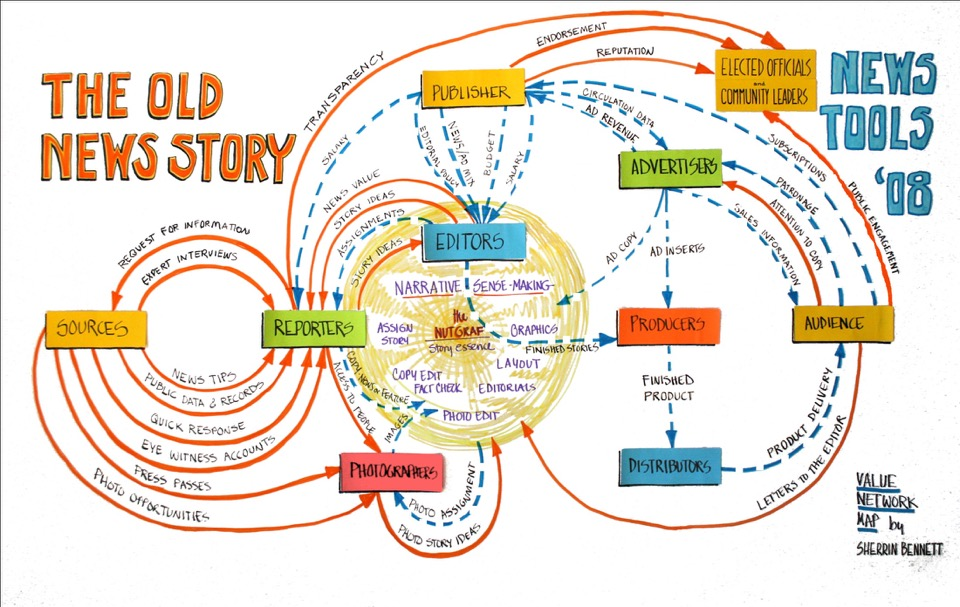 THE OLD
NEWS STORY
NEWS
TOOLS
'08
TRANSPARENCY
ENDORSEMENT
REPUTATION
ELECTED OFFICIALS
and
COMMUNITY LEADERS
PUBLISHER
CIRCULATION DATA
AD REVENUE
SUBSCRIPTIONS
SALARY
EDITORIAL POLICY
NEWS/AD MIX
BUDGET
SALARY
ADVERTISERS
PATRONAGE
ATTENTION TO COPY
PUBLIC ENGAGEMENT
SALES INFORMATION
NEWS VALUE
STORY IDEAS
ASSIGNMENTS
STORY IDEAS
EDITORS
AD COPY
AD INSERTS
REQUEST FOR INFORMATION
EXPERT INTERVIEWS
NARRATIVE
SENSE-MAKING
SOURCES
REPORTERS
ASSIGN
STORY
the
NUTGRAF
Story essence
GRAPHICS
FINISHED STORIES
PRODUCERS
AUDIENCE
LAYOUT
COPY EDIT
FACT CHECK
EDITORIALS
PHOTO EDIT
COPY NEWS OR FEATURE
ACCESS TO PEOPLE
IMAGES
NEWS TIPS
PUBLIC DATA & RECORDS
QUICK RESPONSE
EYE WITNESS ACCOUNTS
PRESS PASSES
PHOTO OPPORTUNITIES
FINISHED
PRODUCT
PHOTOGRAPHERS
DISTRIBUTORS
PRODUCT DELIVERY
LETTERS TO THE EDITOR
PHOTO ASSIGNMENT
PHOTO STORY IDEAS
VALUE
NETWORK
MAP by
SHERRIN BENNETT